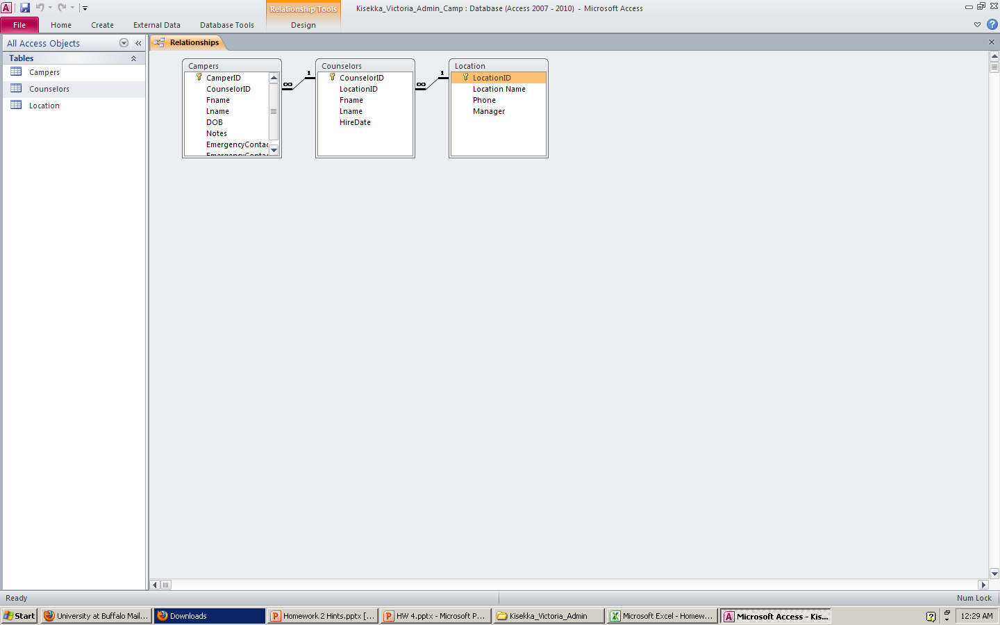 Relationship Tools
Kisekka_Victoria_Admin_Camp : Database (Access 2007 - 2010) - Microsoft Access
File Home Create External Data Database Tools Design
All Access Objects
Relationships
Tables
Campers
Counselors
Location
Campers
CamperID
CounselorID
Fname
Lname
DOB
Notes
EmergencyContac
EmergencyContac
∞ 1
Counselors
CounselorID
LocationID
Fname
Lname
HireDate
∞ 1
Location
LocationID
Location Name
Phone
Manager
Ready
Num Lock
Start
University at Buffalo Mail...
Downloads
Homework 2 Hints.pptx [...
HW 4.pptx - Microsoft P...
Kisekka_Victoria_Admin
Microsoft Excel - Homew...
Microsoft Access - Kis...
12:29 AM